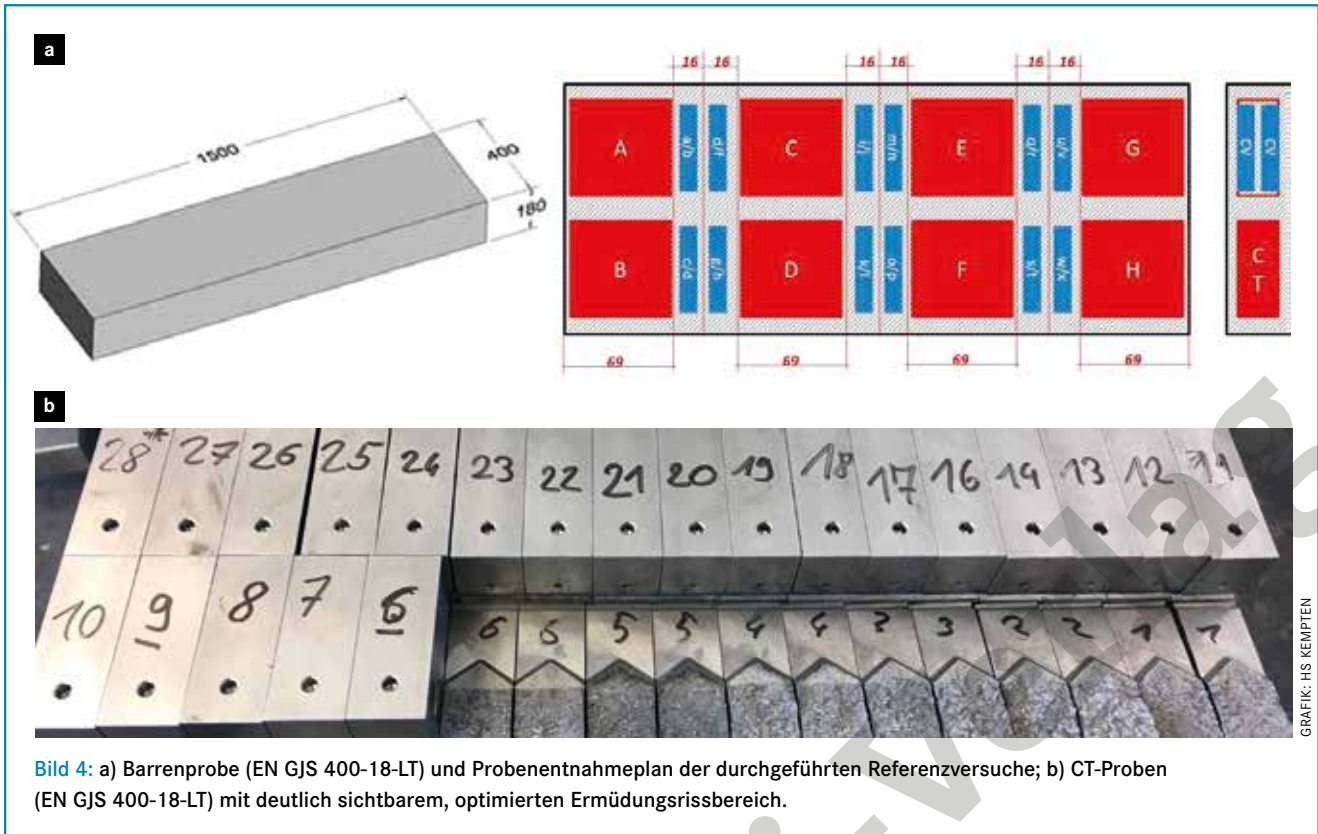 a
1500
400
180
16 16 16 16 16 16
A a/b d/f C i/j m/n E q/r u/v G
B c/d g/h D k/l o/p F s/t w/x H
69 69 69 69
CV CV
C
T
b
28* 27 26 25 24 23 22 21 20 19 18 17 16 14 13 12 11
10 9 8 7 6
6 6 5 5 4 4 3 3 2 2 1 1
GRAFIK: HS KEMPTEN
Bild 4: a) Barrenprobe (EN GJS 400-18-LT) und Probenentnahmeplan der durchgeführten Referenzversuche; b) CT-Proben
(EN GJS 400-18-LT) mit deutlich sichtbarem, optimierten Ermüdungsrissbereich.